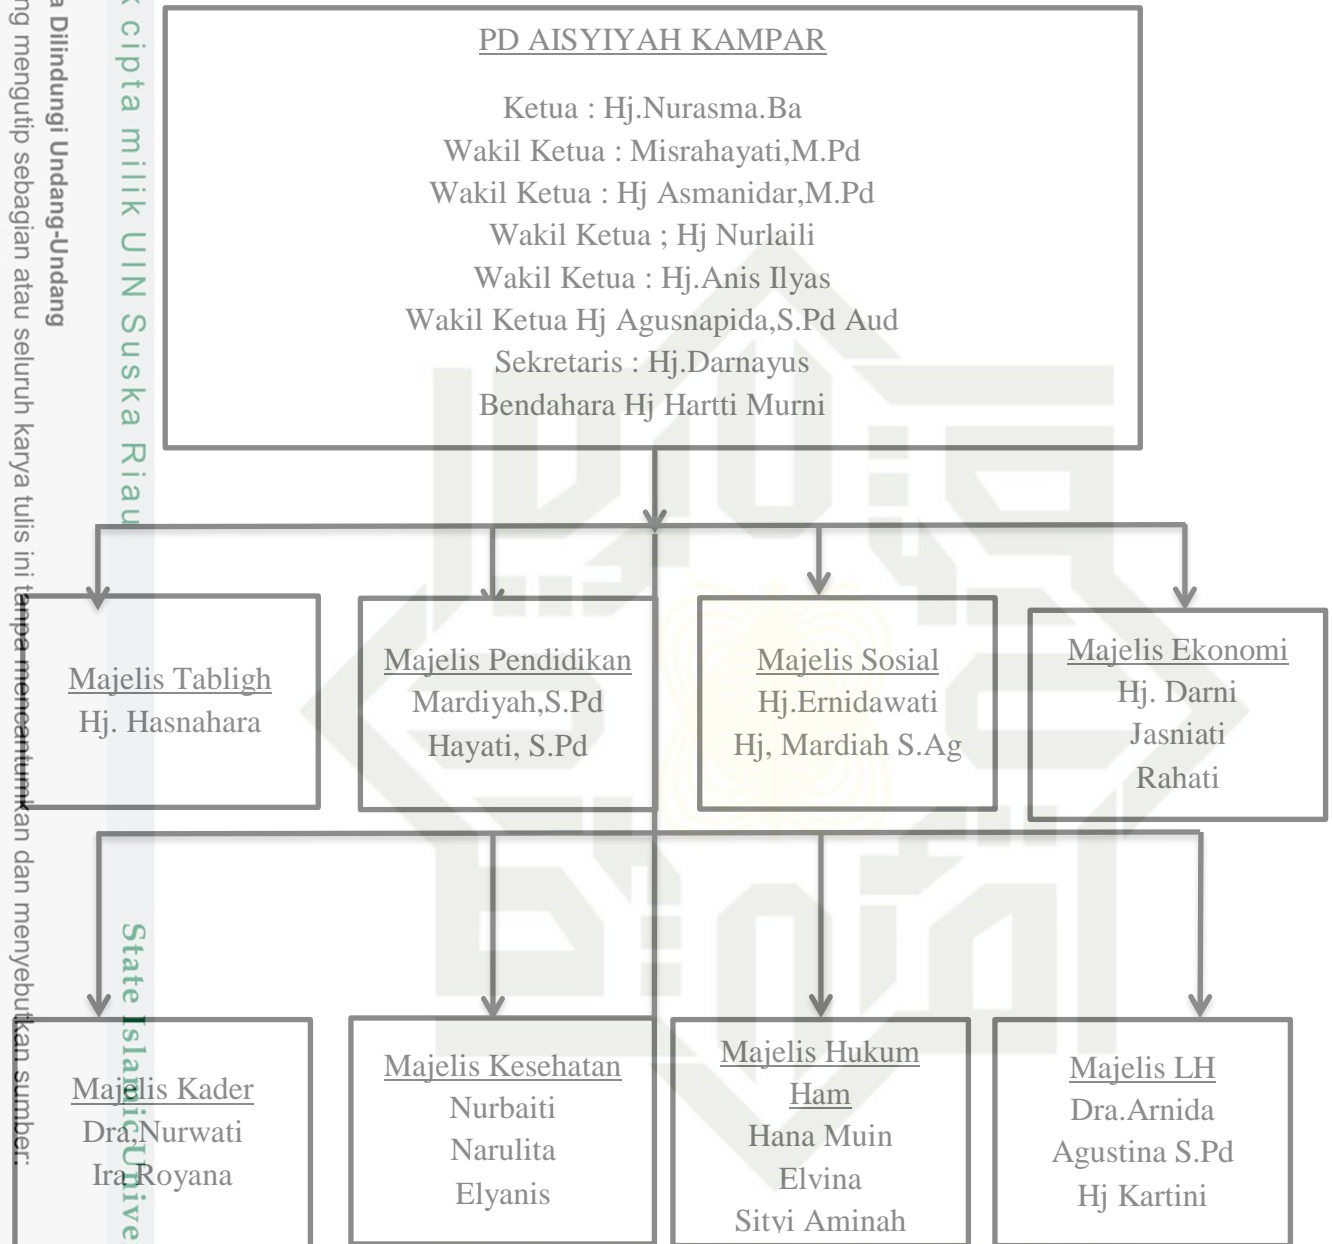 PD AISYIYAH KAMPAR
Ketua : Hj.Nurasma.Ba
Wakil Ketua : Misrahayati,M.Pd
Wakil Ketua : Hj Asmanidar,M.Pd
Wakil Ketua ; Hj Nurlaili
Wakil Ketua : Hj.Anis Ilyas
Wakil Ketua Hj Agusnapida,S.Pd Aud
Sekretaris : Hj.Darnayus
Bendahara Hj Hartti Murni
Majelis Tabligh
Hj. Hasnahara
Majelis Pendidikan
Mardiyah,S.Pd
Hayati, S.Pd
Majelis Sosial
Hj.Ernidawati
Hj, Mardiah S.Ag
Majelis Ekonomi
Hj. Darni
Jasniati
Rahati
Majelis Kader
Dra,Nurwati
Ira Royana
Majelis Kesehatan
Nurbaiti
Narulita
Elyanis
Majelis Hukum
Ham
Hana Muin
Elvina
Sityi Aminah
Majelis LH
Dra.Arnida
Agustina S.Pd
Hj Kartini
cipta milik UIN Suska Riau
State Islamic Unive
Dilindungi Undang-Undang
mengutip sebagian atau seluruh karya tulis ini tanpa mencantumkan dan menyebutkan sumber: